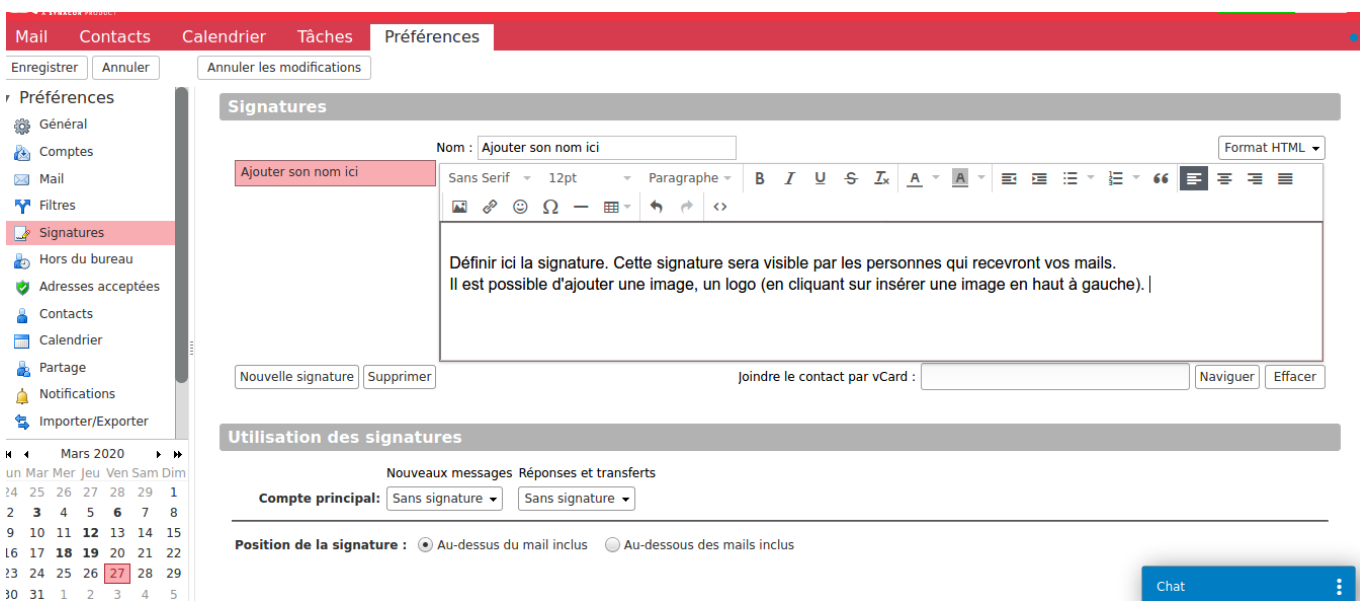 A SYNACOR PRODUCT
Mail Contacts Calendrier Tâches Préférences
Enregistrer Annuler Annuler les modifications
Préférences
Général
Comptes
Mail
Filtres
Signatures
Hors du bureau
Adresses acceptées
Contacts
Calendrier
Partage
Notifications
Importer/Exporter
Mars 2020
un Mar Mer Jeu Ven Sam Dim
24 25 26 27 28 29 1
2 3 4 5 6 7 8
9 10 11 12 13 14 15
16 17 18 19 20 21 22
23 24 25 26 27 28 29
30 31 1 2 3 4 5
Signatures
Nom : Ajouter son nom ici Format HTML
Ajouter son nom ici
Sans Serif 12pt Paragraphe B I U S Ix A A
Définir ici la signature. Cette signature sera visible par les personnes qui recevront vos mails.
Il est possible d'ajouter une image, un logo (en cliquant sur insérer une image en haut à gauche).
Nouvelle signature Supprimer Joindre le contact par vCard : Naviguer Effacer
Utilisation des signatures
Nouveaux messages Réponses et transferts
Compte principal: Sans signature Sans signature
Position de la signature : Au-dessus du mail inclus Au-dessous des mails inclus
Chat